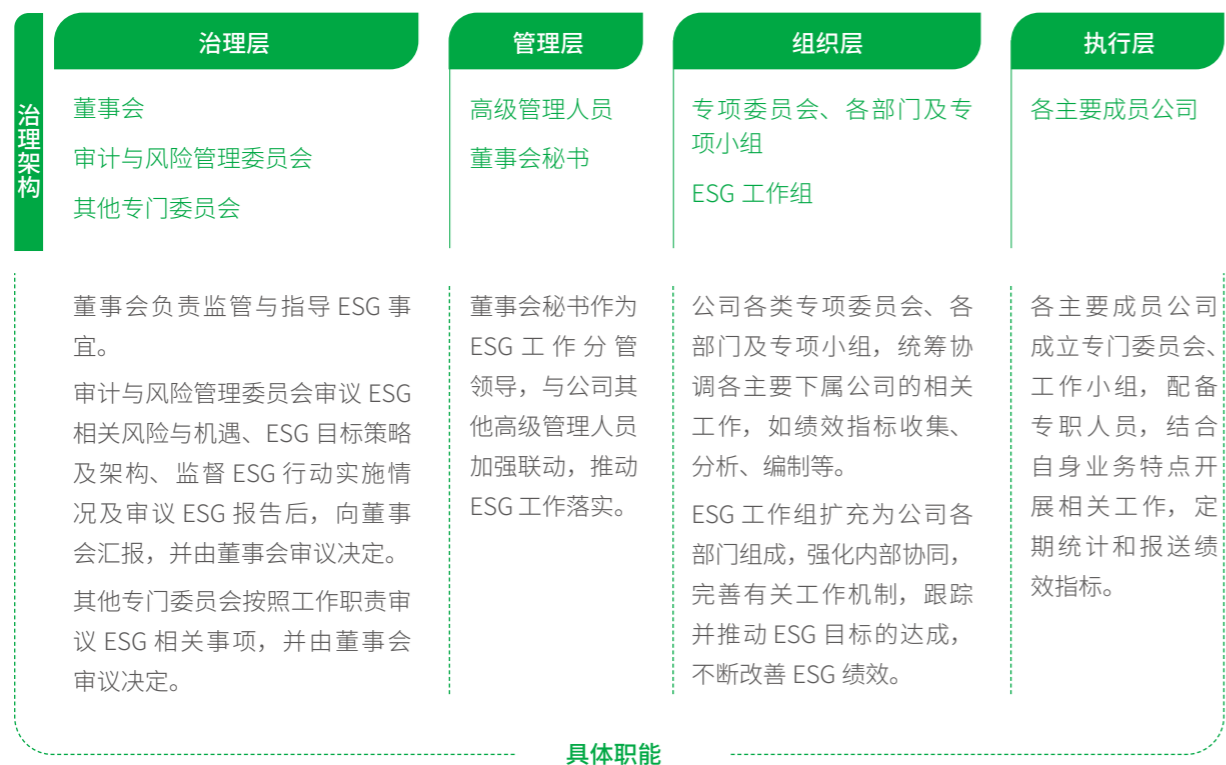 治理架构
治理层
董事会
审计与风险管理委员会
其他专门委员会
管理层
高级管理人员
董事会秘书
组织层
专项委员会、各部门及专
项小组
ESG 工作组
执行层
各主要成员公司
董事会负责监管与指导 ESG 事
宜。
审计与风险管理委员会审议 ESG
相关风险与机遇、ESG 目标策略
及架构、监督 ESG 行动实施情
况及审议 ESG 报告后，向董事
会汇报，并由董事会审议决定。
其他专门委员会按照工作职责审
议 ESG 相关事项，并由董事会
审议决定。
董事会秘书作为
ESG 工作分管
领导，与公司其
他高级管理人员
加强联动，推动
ESG 工作落实。
公司各类专项委员会、各
部门及专项小组，统筹协
调各主要下属公司的相关
工作，如绩效指标收集、
分析、编制等。
ESG 工作组扩充为公司各
部门组成，强化内部协同，
完善有关工作机制，跟踪
并推动 ESG 目标的达成，
不断改善 ESG 绩效。
各主要成员公司
成立专门委员会、
工作小组，配备
专职人员，结合
自身业务特点开
展相关工作，定
期统计和报送绩
效指标。
具体职能